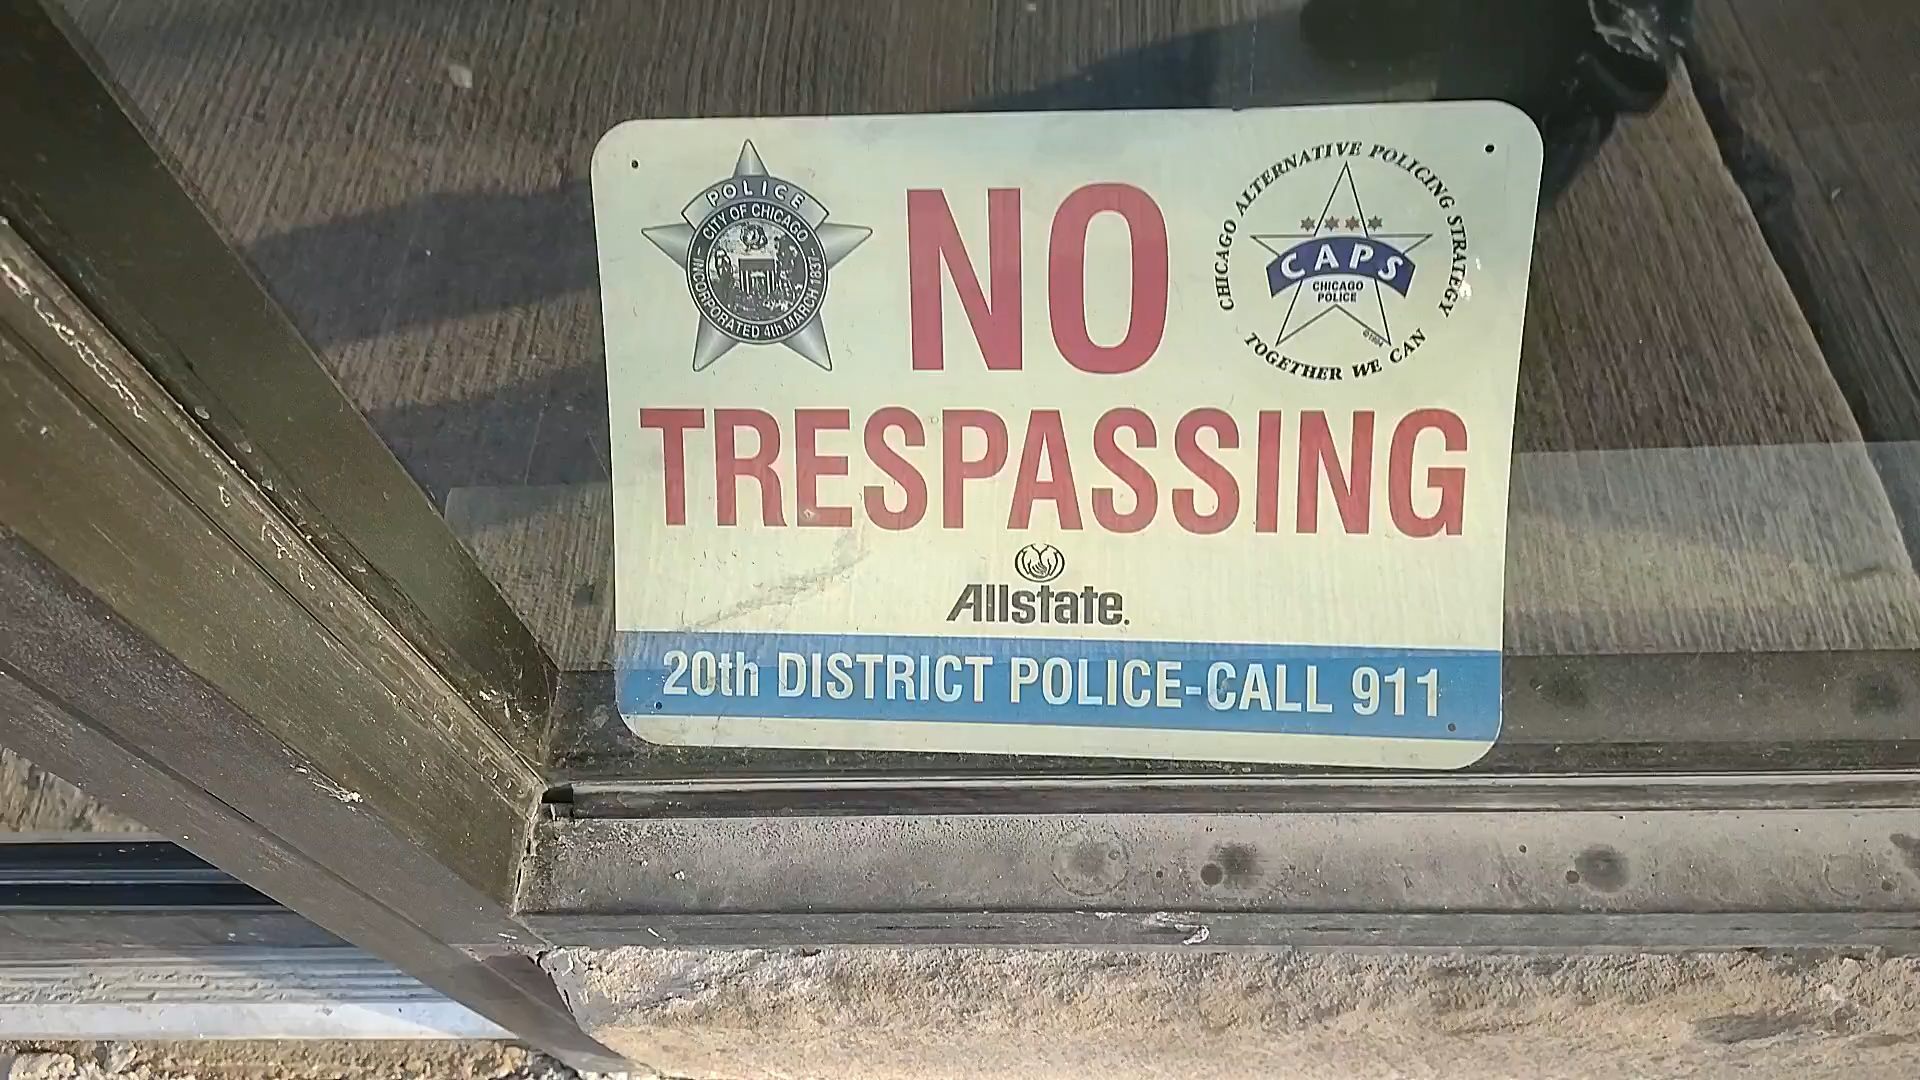 POLICE
CITY OF CHICAGO
INCORPORATED 4th MARCH 1837
NO
CHICAGO ALTERNATIVE POLICING STRATEGY
CAPS
CHICAGO
POLICE
TOGETHER WE CAN
TRESPASSING
Allstate.
20th DISTRICT POLICE-CALL 911